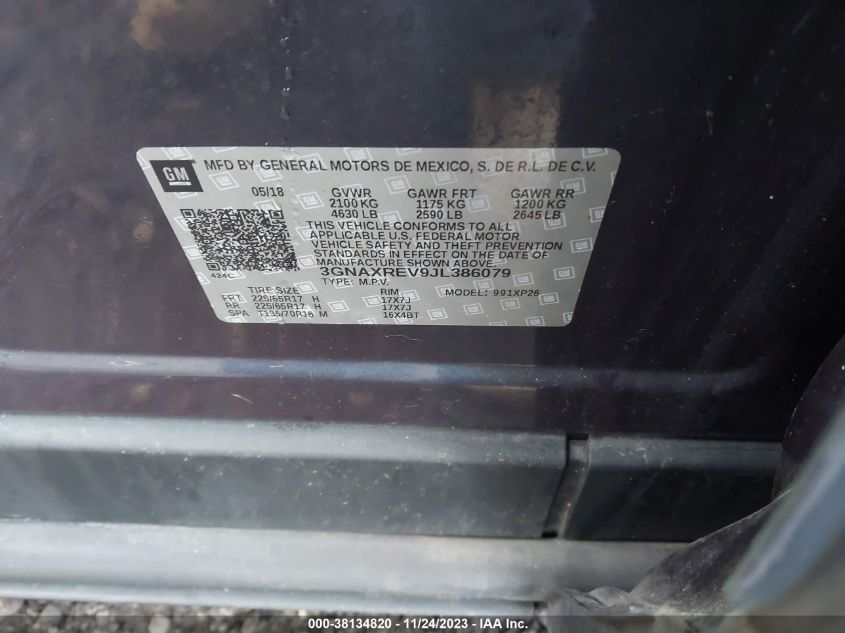 GM MFD BY GENERAL MOTORS DE MEXICO, S. DE R.L. DE C.V.
05/18 GVWR GAWR FRT GAWR RR
2100 KG 1175 KG 1200 KG
4630 LB 2590 LB 2645 LB
THIS VEHICLE CONFORMS TO ALL
APPLICABLE U.S. FEDERAL MOTOR
VEHICLE SAFETY AND THEFT PREVENTION
STANDARDS IN EFFECT ON THE DATE OF
MANUFACTURE SHOWN ABOVE.
424C 3GNAXREV9JL386079
TYPE: M.P.V.
TIRE SIZE RIM MODEL: 991XP26
FRT 225/65R17 H 17X7J
RR 225/65R17 H 17X7J
SPA T135/70R16 M 16X4BT
000-38134820 - 11/24/2023 - IAA Inc.